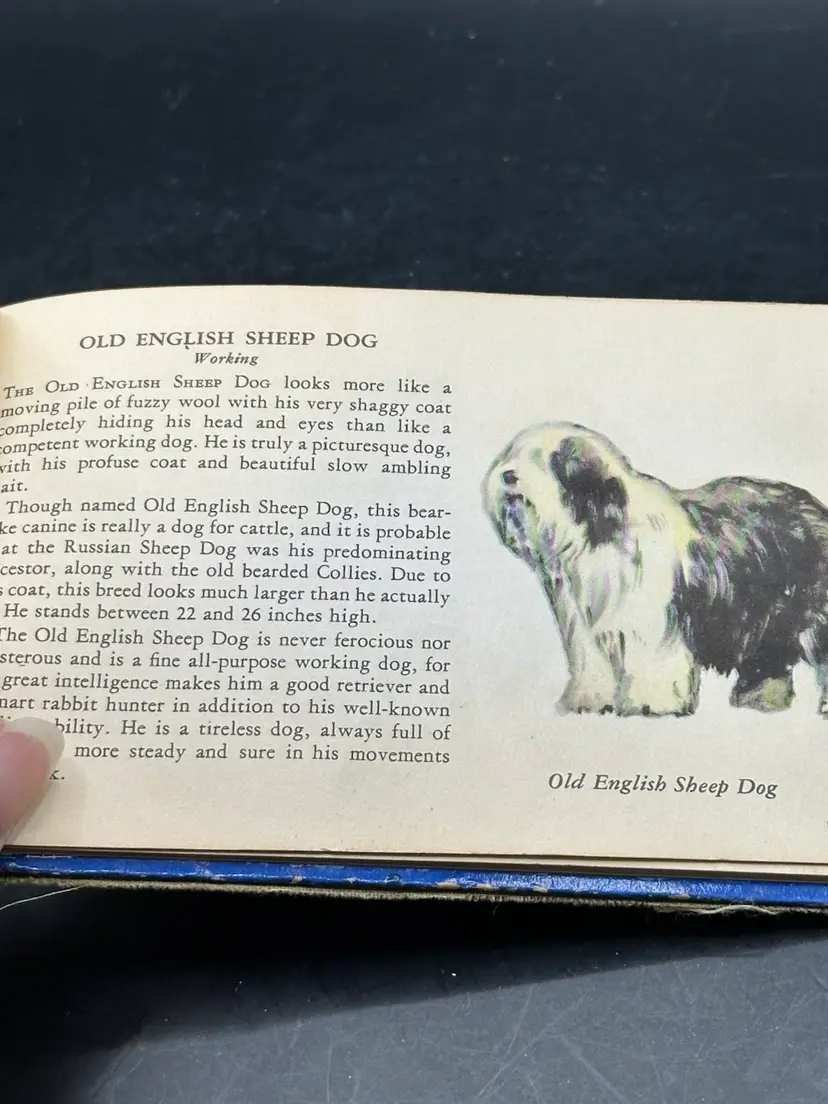 OLD ENGLISH SHEEP DOG
Working
THE OLD ENGLISH SHEEP DOG looks more like a
moving pile of fuzzy wool with his very shaggy coat
completely hiding his head and eyes than like a
competent working dog. He is truly a picturesque dog,
with his profuse coat and beautiful slow ambling
ait.
Though named Old English Sheep Dog, this bear-
ke canine is really a dog for cattle, and it is probable
at the Russian Sheep Dog was his predominating
cestor, along with the old bearded Collies. Due to
s coat, this breed looks much larger than he actually
He stands between 22 and 26 inches high.
The Old English Sheep Dog is never ferocious nor
sterous and is a fine all-purpose working dog, for
great intelligence makes him a good retriever and
mart rabbit hunter in addition to his well-known
bility. He is a tireless dog, always full of
more steady and sure in his movements
k.
Old English Sheep Dog